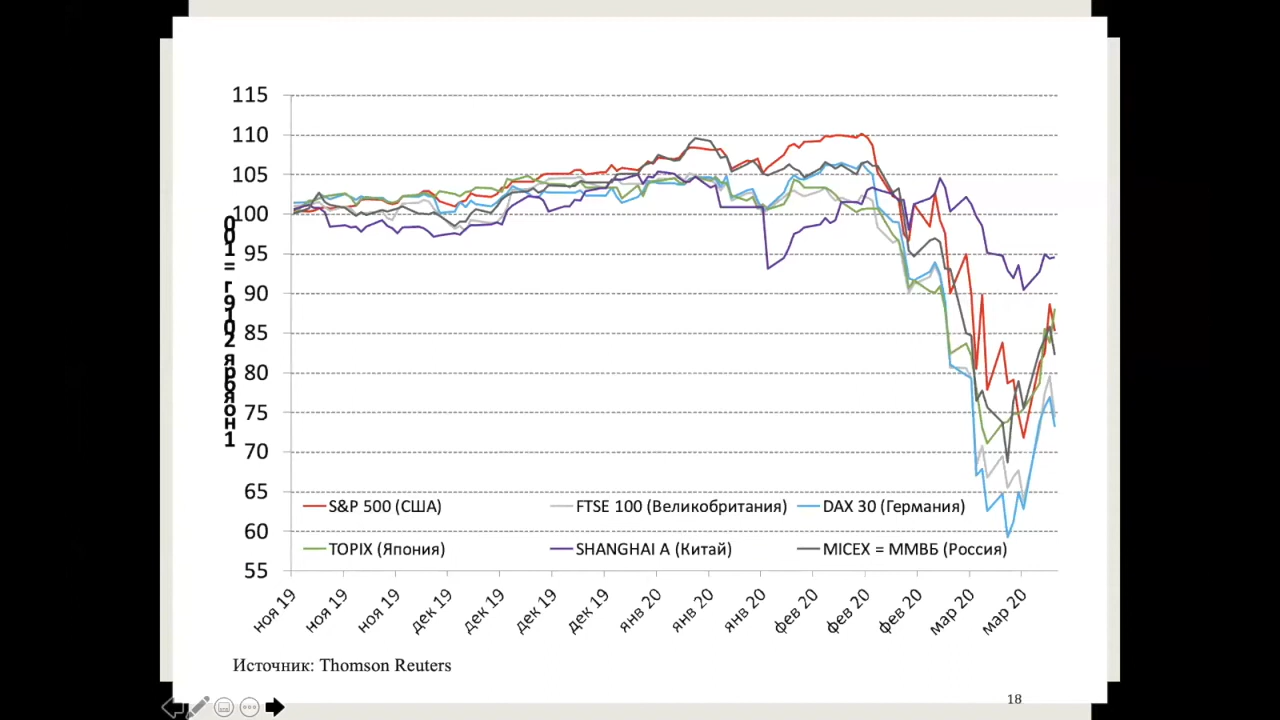 115
110
105
100
95
90
85
80
75
70
65
60
55
1 ноября 2019 г = 100
S&P 500 (США)
FTSE 100 (Великобритания)
DAX 30 (Германия)
TOPIX (Япония)
SHANGHAI A (Китай)
MICEX = ММВБ (Россия)
ноя 19
ноя 19
ноя 19
дек 19
дек 19
дек 19
дек 19
янв 20
янв 20
янв 20
фев 20
фев 20
фев 20
мар 20
мар 20
Источник: Thomson Reuters
18